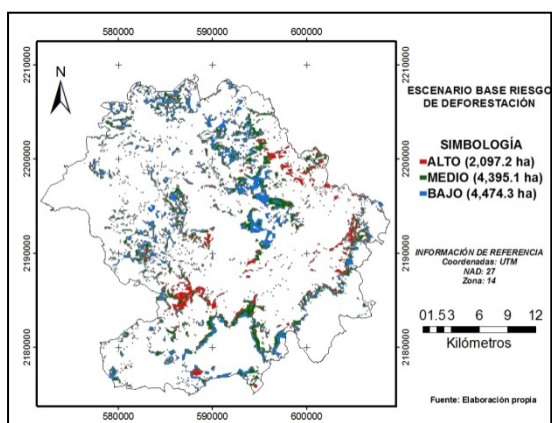 580000 590000 600000
2210000 2210000
N
2200000 2200000
2190000 2190000
2180000 2180000
580000 590000 600000
ESCENARIO BASE RIESGO
DE DEFORESTACIÓN
SIMBOLOGÍA
ALTO (2,097.2 ha)
MEDIO (4,395.1 ha)
BAJO (4,474.3 ha)
INFORMACIÓN DE REFERENCIA
Coordenadas: UTM
NAD: 27
Zona: 14
01.53 6 9 12
Kilómetros
Fuente: Elaboración propia